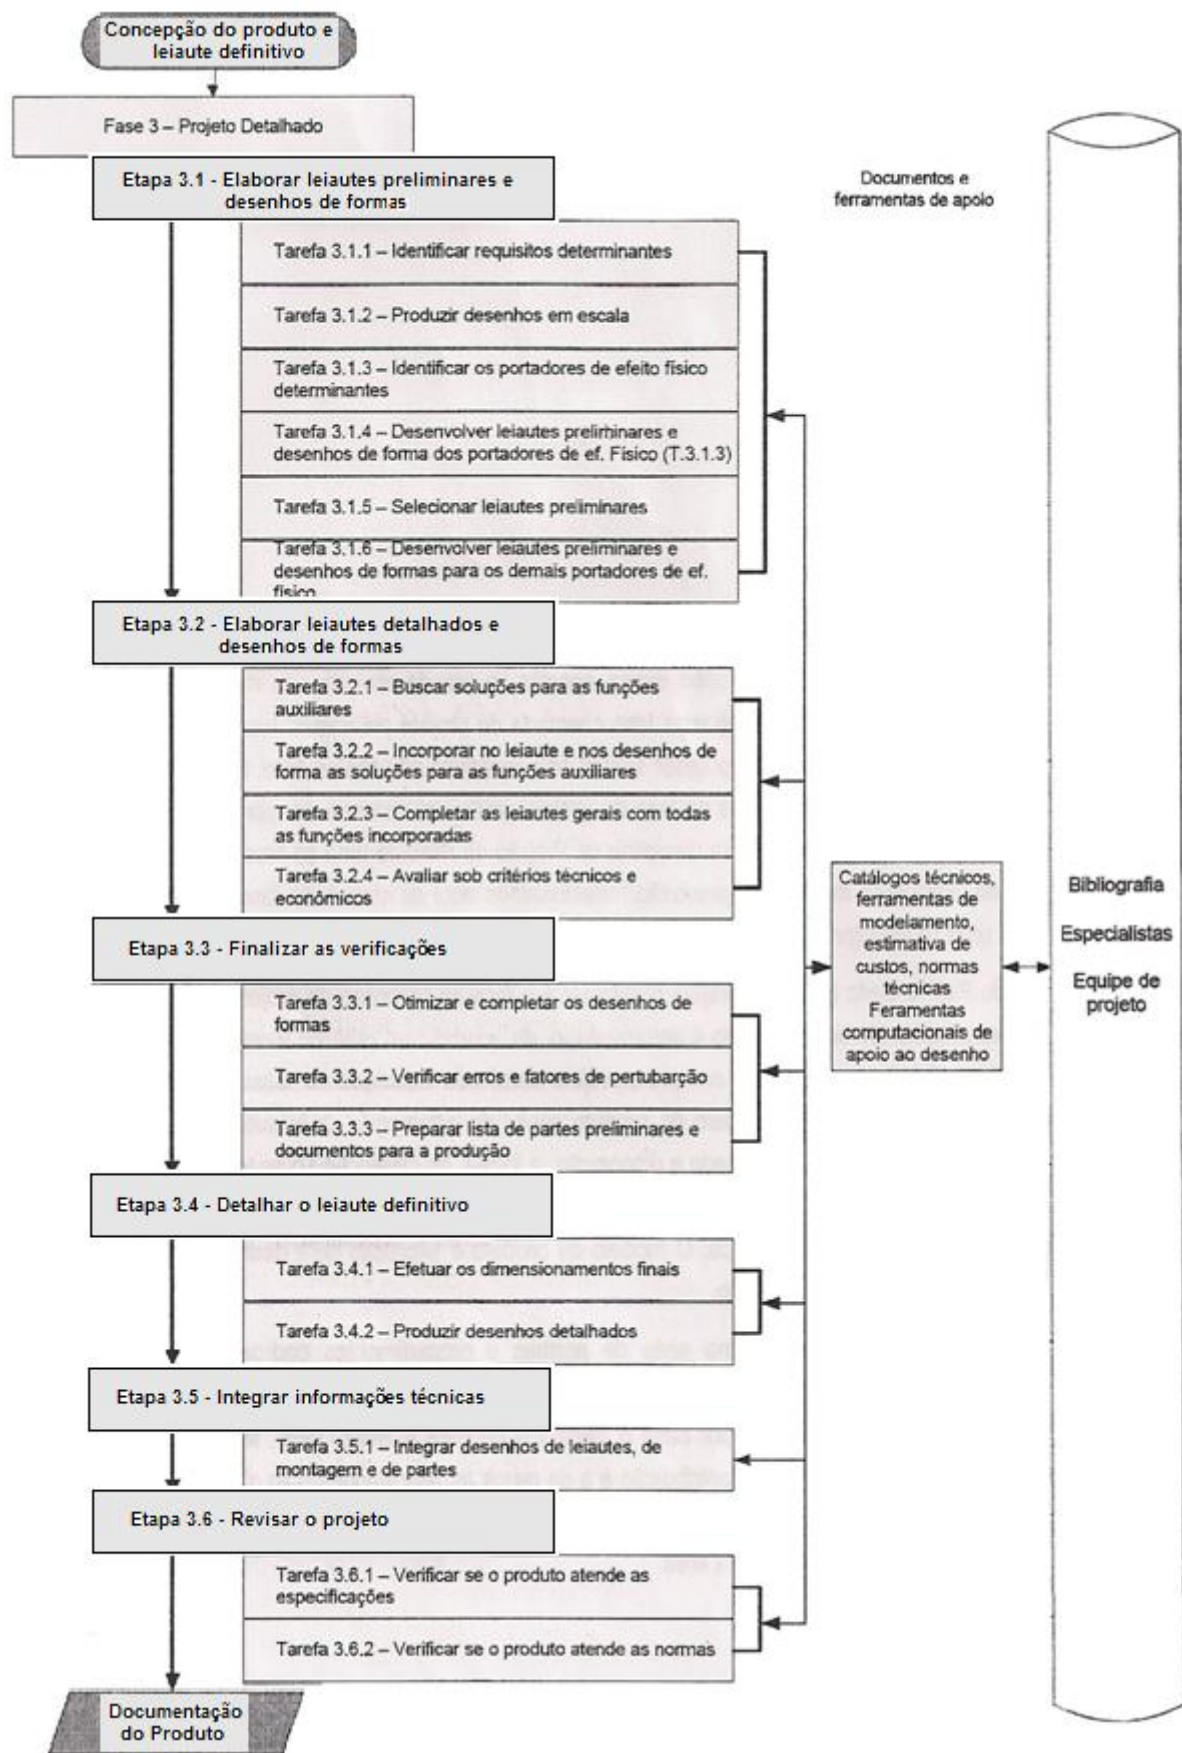 Concepção do produto e
leiaute definitivo
Fase 3 – Projeto Detalhado
Etapa 3.1 - Elaborar leiautes preliminares e
desenhos de formas
Documentos e
ferramentas de apoio
Tarefa 3.1.1 – Identificar requisitos determinantes
Tarefa 3.1.2 – Produzir desenhos em escala
Tarefa 3.1.3 – Identificar os portadores de efeito físico
determinantes
Tarefa 3.1.4 – Desenvolver leiautes preliminares e
desenhos de forma dos portadores de ef. Físico (T.3.1.3)
Tarefa 3.1.5 – Selecionar leiautes preliminares
Tarefa 3.1.6 – Desenvolver leiautes preliminares e
desenhos de formas para os demais portadores de ef.
físico
Etapa 3.2 - Elaborar leiautes detalhados e
desenhos de formas
Tarefa 3.2.1 – Buscar soluções para as funções
auxiliares
Tarefa 3.2.2 – Incorporar no leiaute e nos desenhos de
forma as soluções para as funções auxiliares
Tarefa 3.2.3 – Completar as leiautes gerais com todas
as funções incorporadas
Tarefa 3.2.4 – Avaliar sob critérios técnicos e
econômicos
Etapa 3.3 - Finalizar as verificações
Tarefa 3.3.1 – Otimizar e completar os desenhos de
formas
Tarefa 3.3.2 – Verificar erros e fatores de pertubarção
Tarefa 3.3.3 – Preparar lista de partes preliminares e
documentos para a produção
Catálogos técnicos,
ferramentas de
modelamento,
estimativa de
custos, normas
técnicas
Feramentas
computacionais de
apoio ao desenho
Bibliografia
Especialistas
Equipe de
projeto
Etapa 3.4 - Detalhar o leiaute definitivo
Tarefa 3.4.1 – Efetuar os dimensionamentos finais
Tarefa 3.4.2 – Produzir desenhos detalhados
Etapa 3.5 - Integrar informações técnicas
Tarefa 3.5.1 – Integrar desenhos de leiautes, de
montagem e de partes
Etapa 3.6 - Revisar o projeto
Tarefa 3.6.1 – Verificar se o produto atende as
especificações
Tarefa 3.6.2 – Verificar se o produto atende as normas
Documentação
do Produto